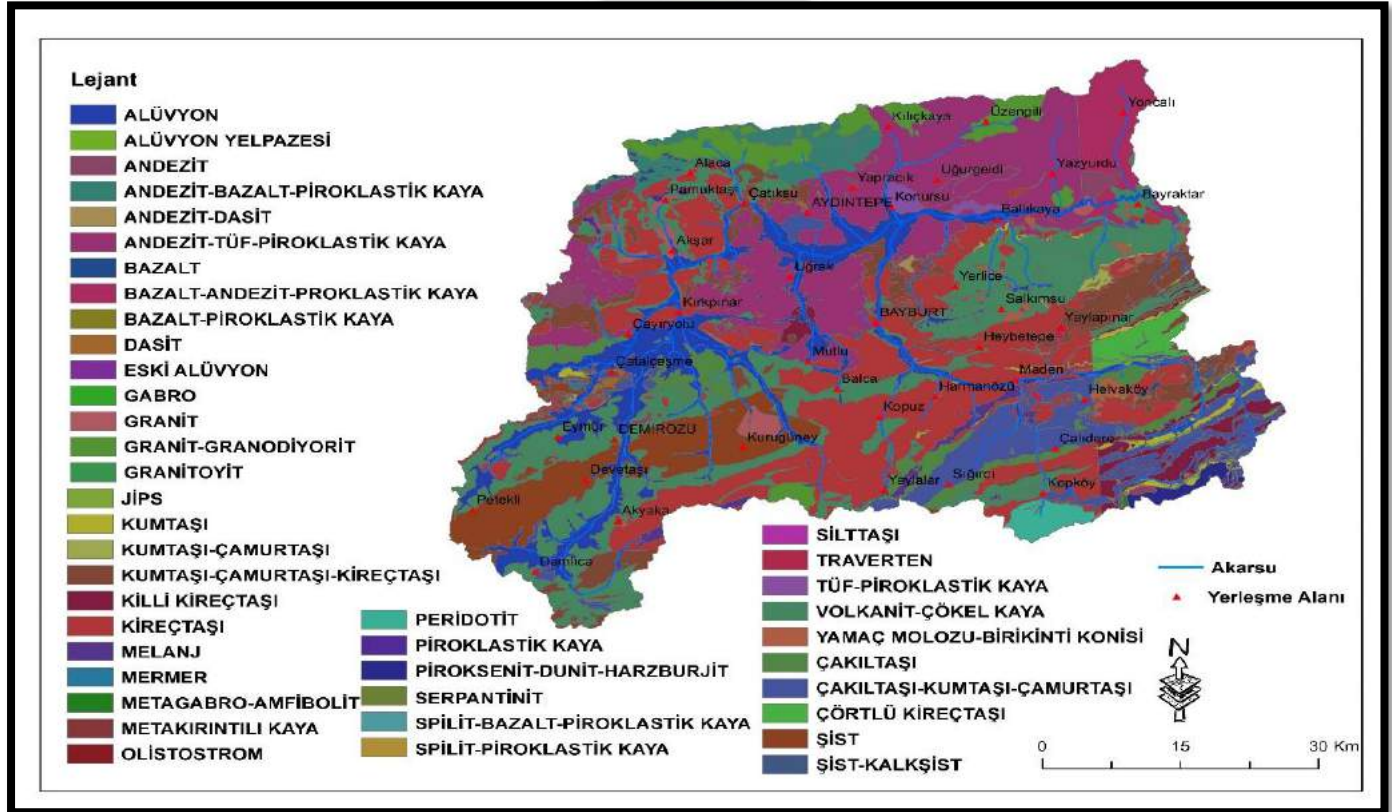 Lejant
ALÜVYON
ALÜVYON YELPAZESİ
ANDEZİT
ANDEZİT-BAZALT-PİROKLASTİK KAYA
ANDEZİT-DASİT
ANDEZİT-TÜF-PİROKLASTİK KAYA
BAZALT
BAZALT-ANDEZİT-PROKLASTİK KAYA
BAZALT-PİROKLASTİK KAYA
DASİT
ESKİ ALÜVYON
GABRO
GRANİT
GRANİT-GRANODİYORİT
GRANİTOYİT
JİPS
KUMTAŞI
KUMTAŞI-ÇAMURTAŞI
KUMTAŞI-ÇAMURTAŞI-KİREÇTAŞI
KİLLİ KİREÇTAŞI
KİREÇTAŞI
MELANJ
MERMER
METAGABRO-AMFİBOLİT
METAKIRINTILI KAYA
OLİSTOSTROM
PERİDOTİT
PİROKLASTİK KAYA
PİROKSENİT-DUNİT-HARZBURJİT
SERPANTİNİT
SPİLİT-BAZALT-PİROKLASTİK KAYA
SPİLİT-PİROKLASTİK KAYA
SİLTTAŞI
TRAVERTEN
TÜF-PİROKLASTİK KAYA
VOLKANİT-ÇÖKEL KAYA
YAMAÇ MOLOZU-BİRİKİNTİ KONİSİ
ÇAKILTAŞI
ÇAKILTAŞI-KUMTAŞI-ÇAMURTAŞI
ÇÖRTLÜ KİREÇTAŞI
ŞİST
ŞİST-KALKŞİST
Akarsu
Yerleşme Alanı
N
0 15 30 Km
Yoncalı
Kılıçkaya
Üzengili
Alaca
Yazyurdu
Pamuktaş
Çatıksu
Yapracık
Uğurgeldi
AYDINTEPE
Konursu
Ballıkaya
Bayraktar
Akşar
Uğrak
Yerlice
Kırkpınar
Salkımsu
BAYBURT
Yaylapınar
Çayıryolu
Heybetepe
Mutlu
Çatalçeşme
Maden
Balca
Harmanözü
Helvaköy
Kopuz
Eymür
DEMİRÖZÜ
Kurugüney
Çalıdere
Devetaşı
Yaylalar
Sığırcı
Petekli
Kopköy
Akyaka
Damlıca